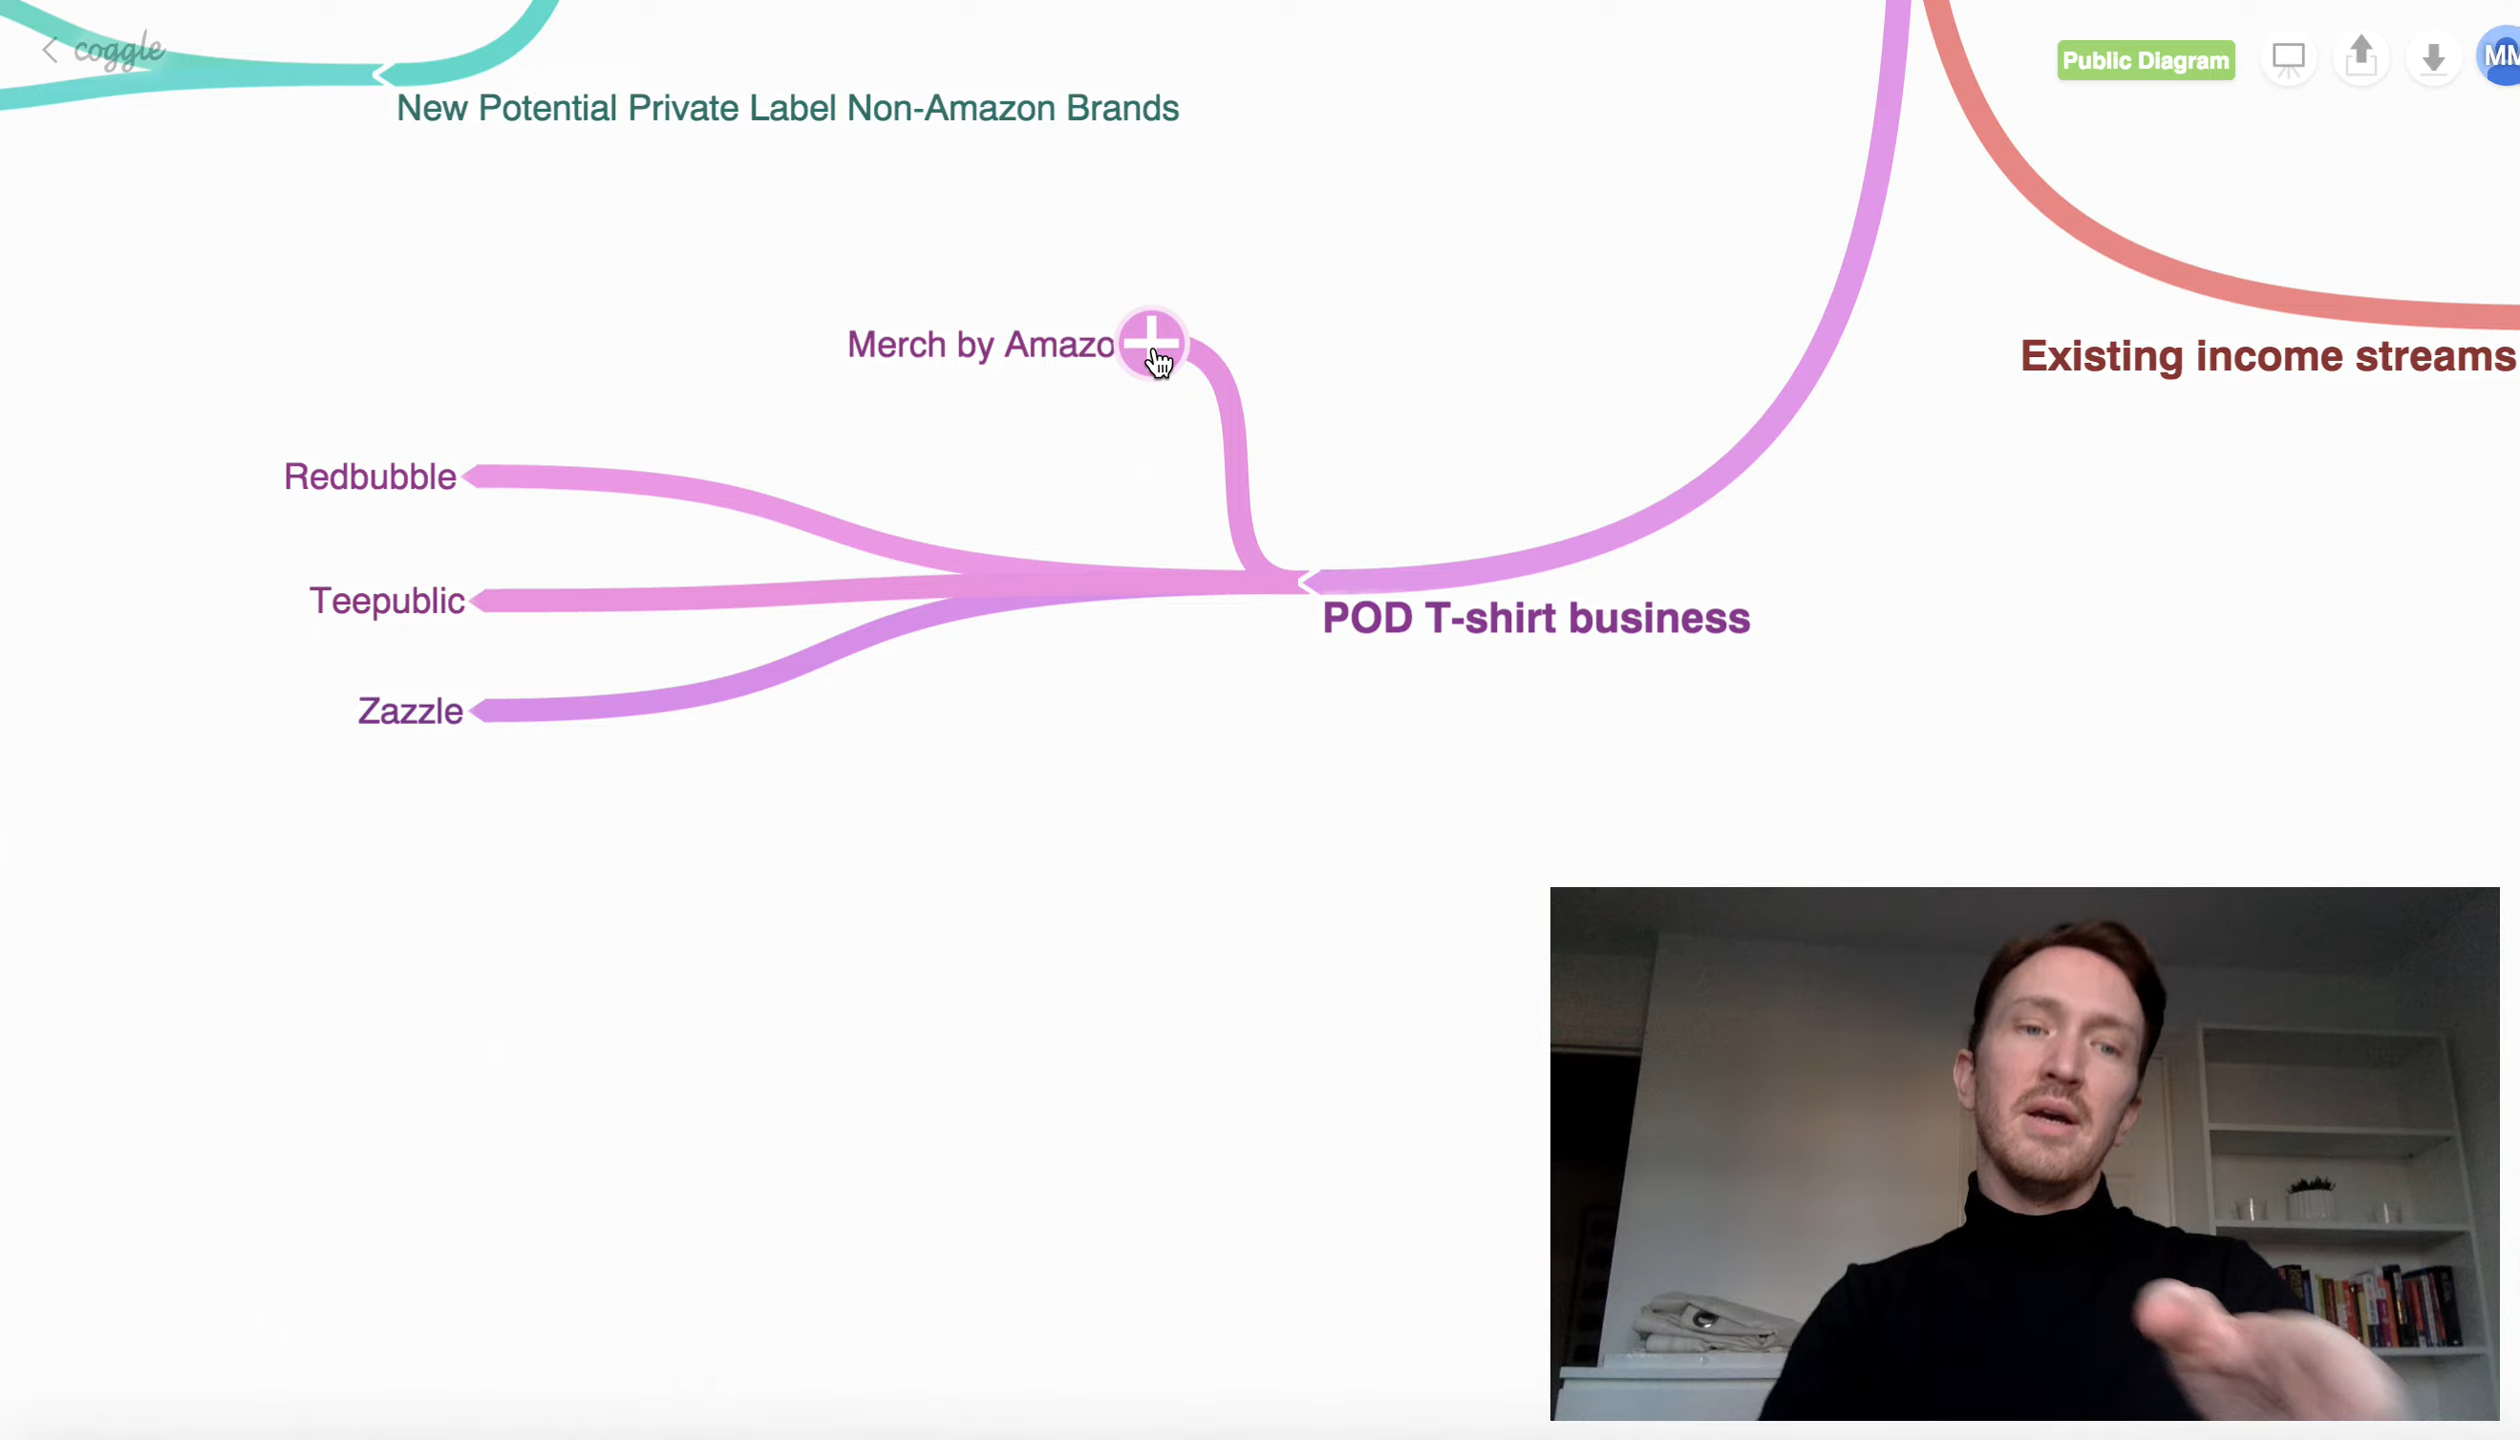 coggle
Public Diagram
MM
New Potential Private Label Non-Amazon Brands
Merch by Amazo
Existing income streams
Redbubble
Teepublic
POD T-shirt business
Zazzle